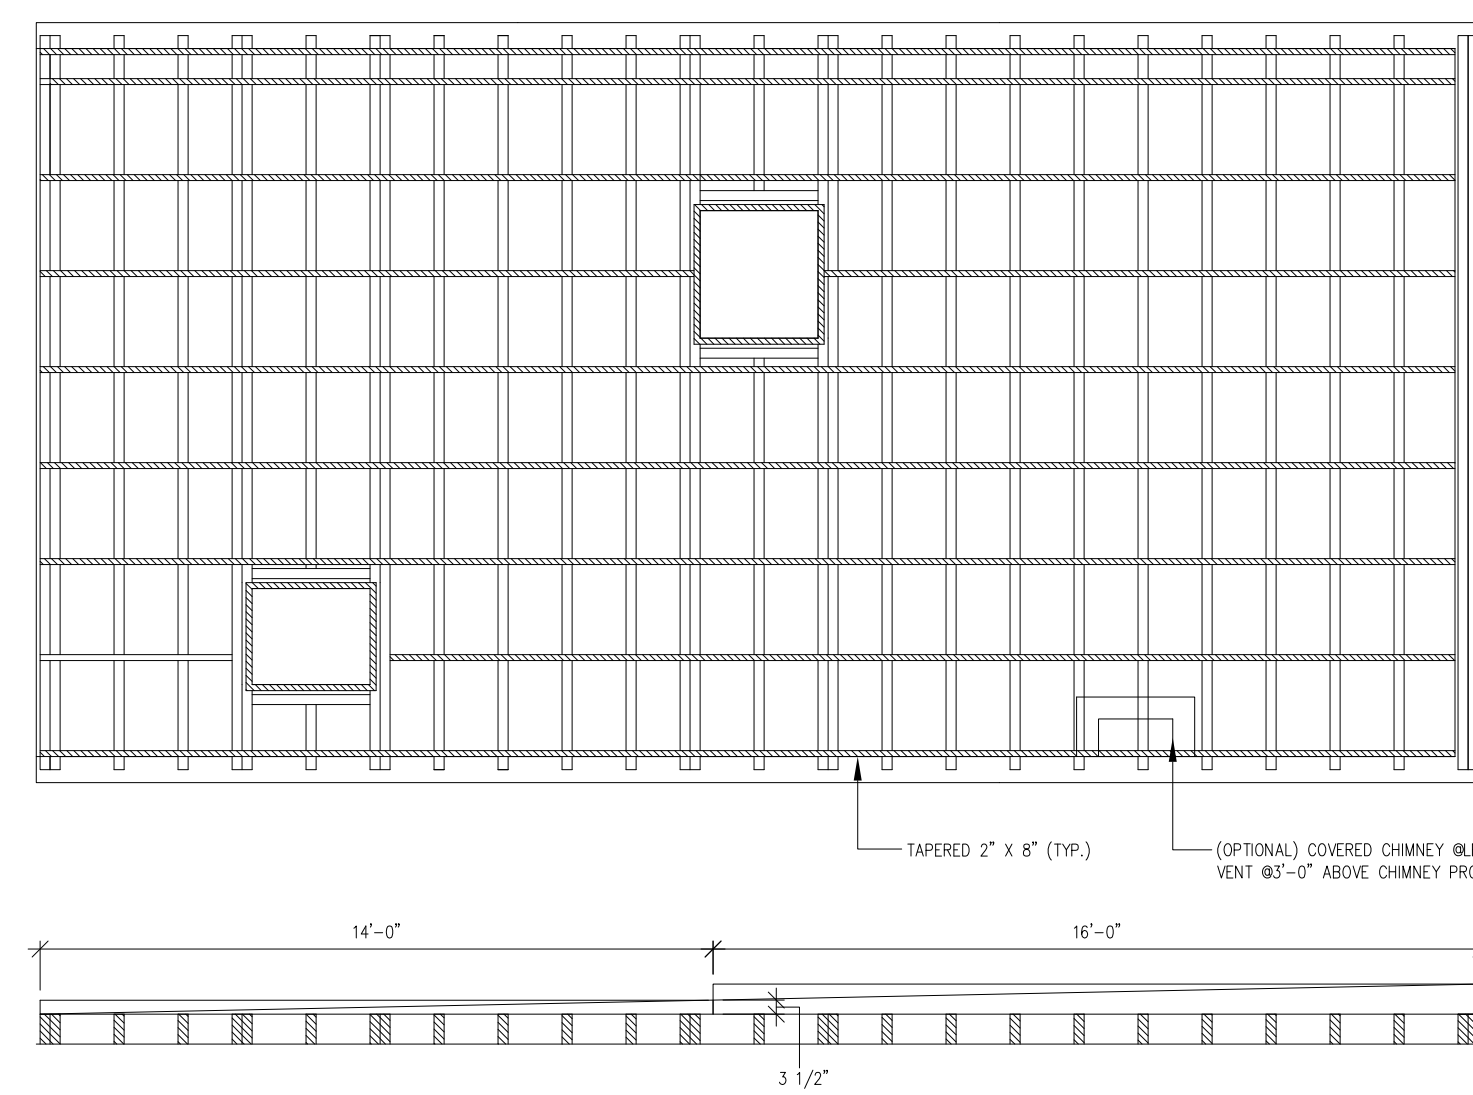 TAPERED 2" X 8" (TYP.)
(OPTIONAL) COVERED CHIMNEY
VENT @3'-0" ABOVE CHIMNEY
14'-0"
16'-0"
3 1/2"